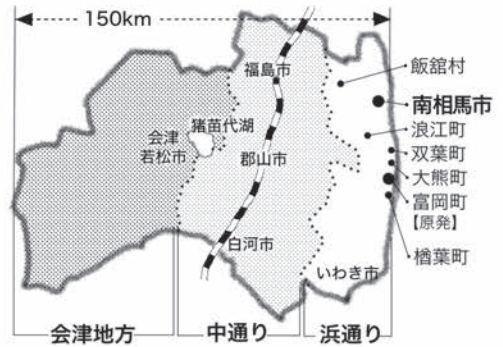 150km
福島市
飯舘村
南相馬市
浪江町
双葉町
大熊町
富岡町
【原発】
楢葉町
猪苗代湖
会津
若松市
郡山市
白河市
いわき市
会津地方
中通り
浜通り